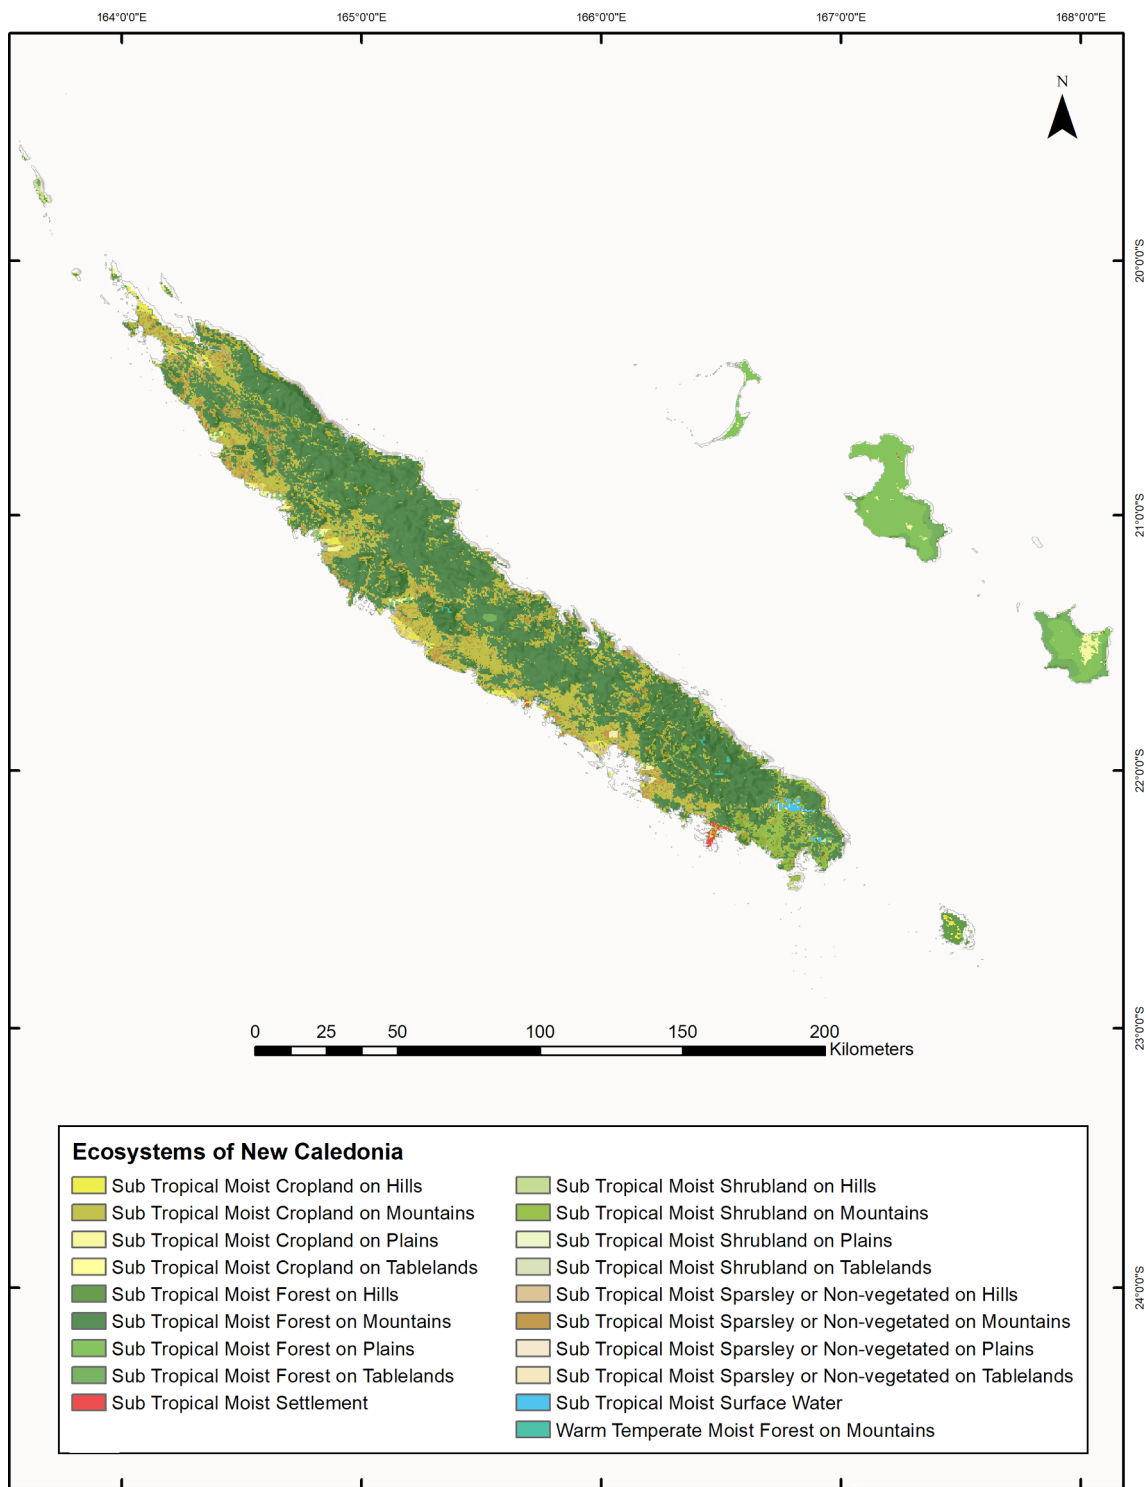 164°0'0"E 165°0'0"E 166°0'0"E 167°0'0"E 168°0'0"E
N
20°0'0"S
21°0'0"S
22°0'0"S
23°0'0"S
24°0'0"S
0 25 50 100 150 200
Kilometers
Ecosystems of New Caledonia
Sub Tropical Moist Cropland on Hills
Sub Tropical Moist Cropland on Mountains
Sub Tropical Moist Cropland on Plains
Sub Tropical Moist Cropland on Tablelands
Sub Tropical Moist Forest on Hills
Sub Tropical Moist Forest on Mountains
Sub Tropical Moist Forest on Plains
Sub Tropical Moist Forest on Tablelands
Sub Tropical Moist Settlement
Sub Tropical Moist Shrubland on Hills
Sub Tropical Moist Shrubland on Mountains
Sub Tropical Moist Shrubland on Plains
Sub Tropical Moist Shrubland on Tablelands
Sub Tropical Moist Sparsley or Non-vegetated on Hills
Sub Tropical Moist Sparsley or Non-vegetated on Mountains
Sub Tropical Moist Sparsley or Non-vegetated on Plains
Sub Tropical Moist Sparsley or Non-vegetated on Tablelands
Sub Tropical Moist Surface Water
Warm Temperate Moist Forest on Mountains